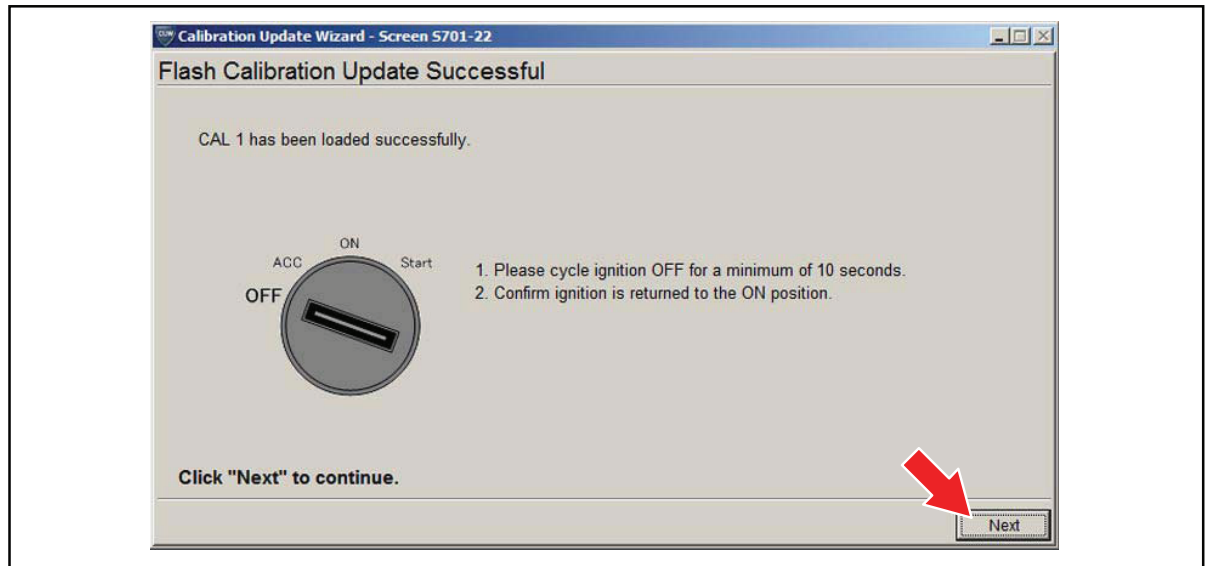 CUW Calibration Update Wizard - Screen S701-22
Flash Calibration Update Successful
CAL 1 has been loaded successfully.
ON
ACC
Start
OFF
1. Please cycle ignition OFF for a minimum of 10 seconds.
2. Confirm ignition is returned to the ON position.
Click "Next" to continue.
Next